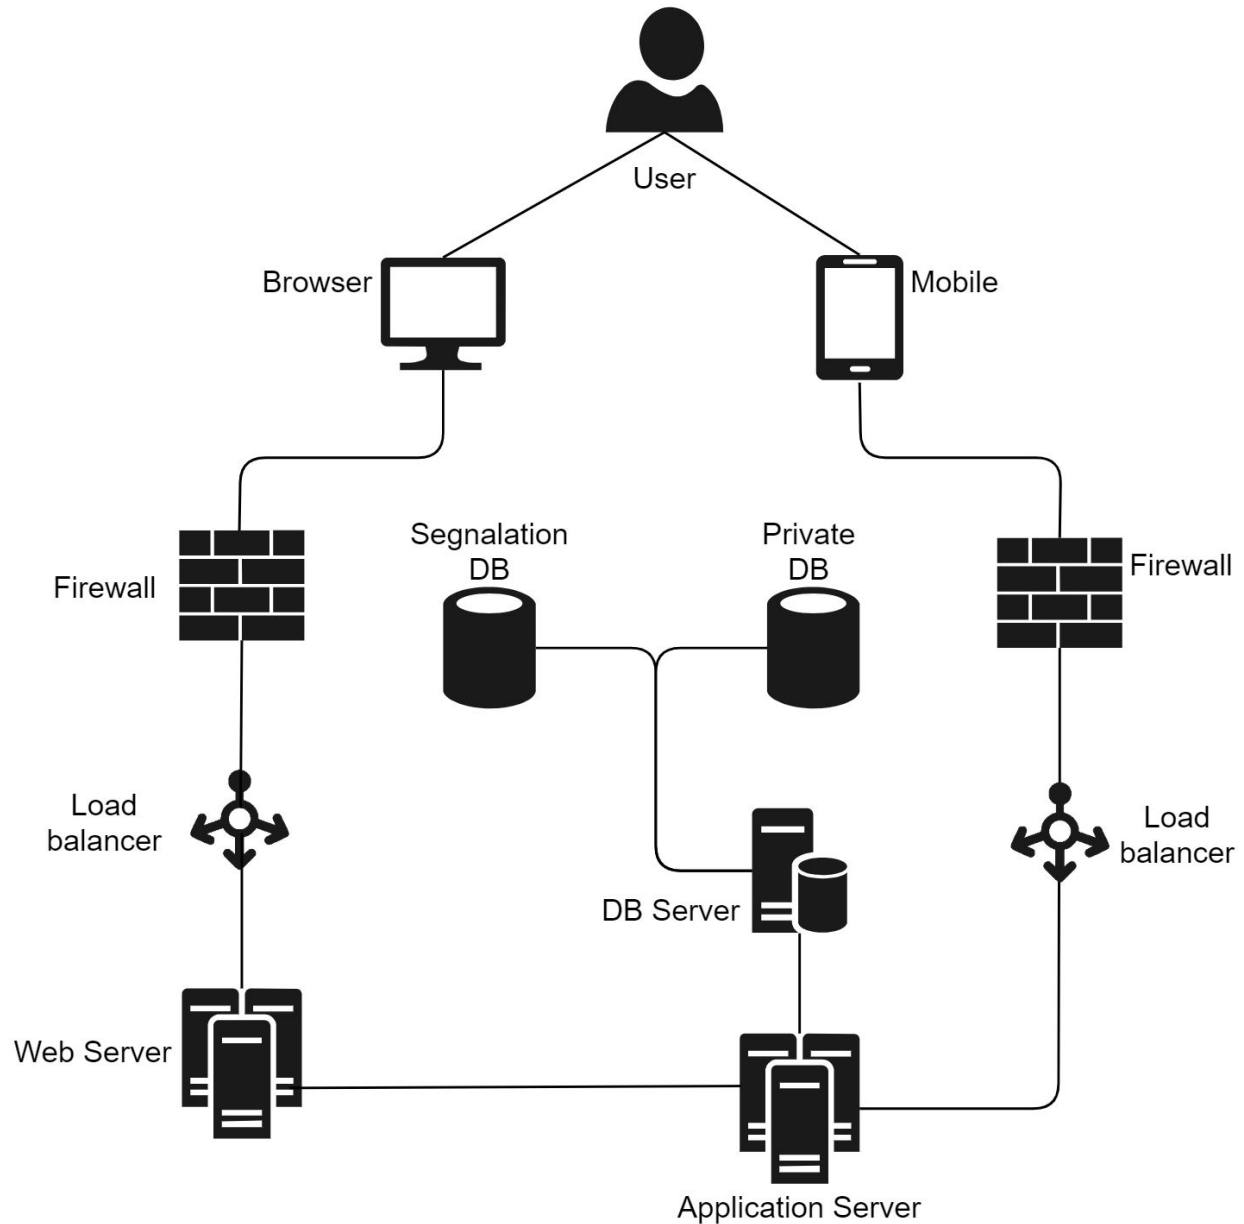 User
Browser
Mobile
Segnalation
DB
Private
DB
Firewall
Firewall
Load
balancer
Load
balancer
DB Server
Web Server
Application Server